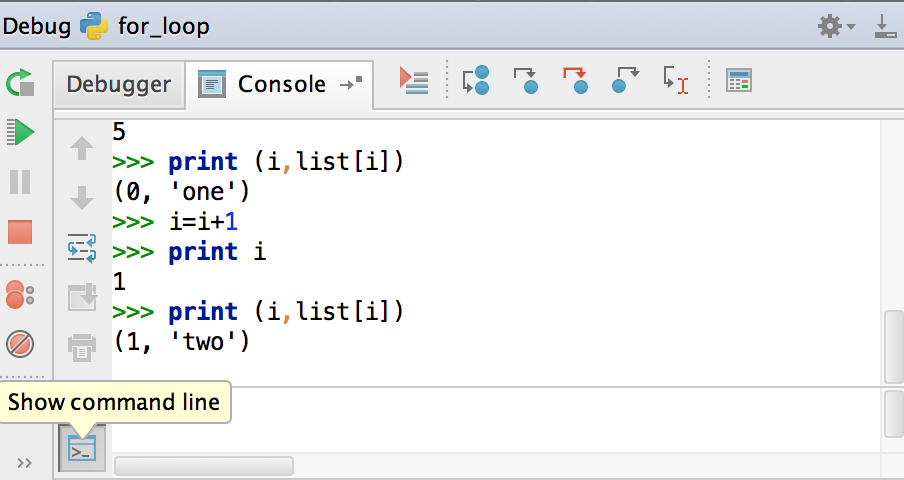 Debug for_loop
Debugger Console
5
>>> print (i,list[i])
(0, 'one')
>>> i=i+1
>>> print i
1
>>> print (i,list[i])
(1, 'two')
Show command line
>_